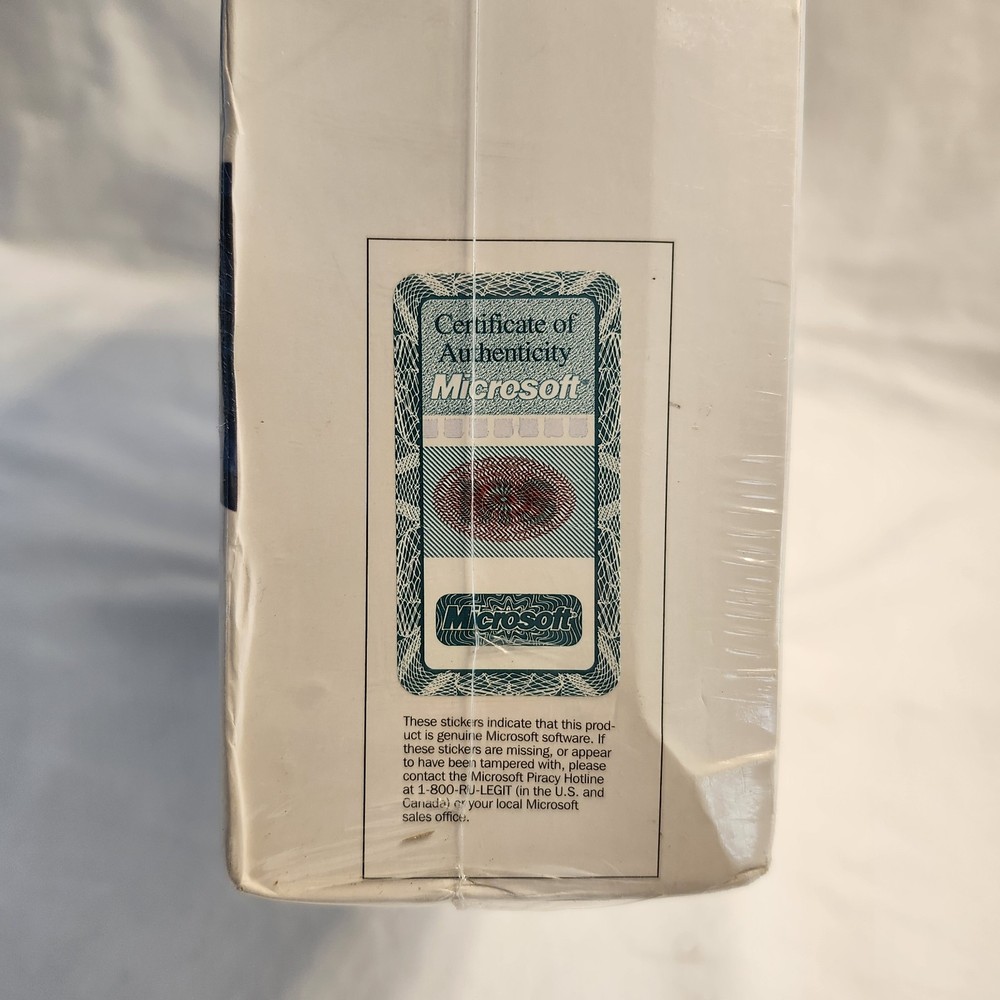 Certificate of
Authenticity
Microsoft
Microsoft
These stickers indicate that this prod-
uct is genuine Microsoft software. If
these stickers are missing, or appear
to have been tampered with, please
contact the Microsoft Piracy Hotline
at 1-800-RU-LEGIT (in the U.S. and
Canada) or your local Microsoft
sales office.